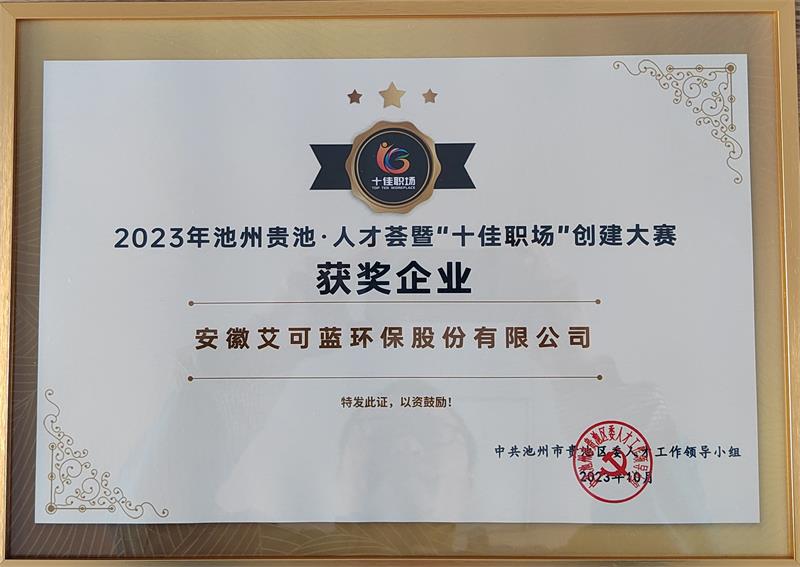 十佳职场
TOP TEN WORKPLACE
2023年池州贵池·人才荟暨“十佳职场”创建大赛
获奖企业
安徽艾可蓝环保股份有限公司
特发此证，以资鼓励！
中共池州市贵池区委人才工作领导小组
2023年10月